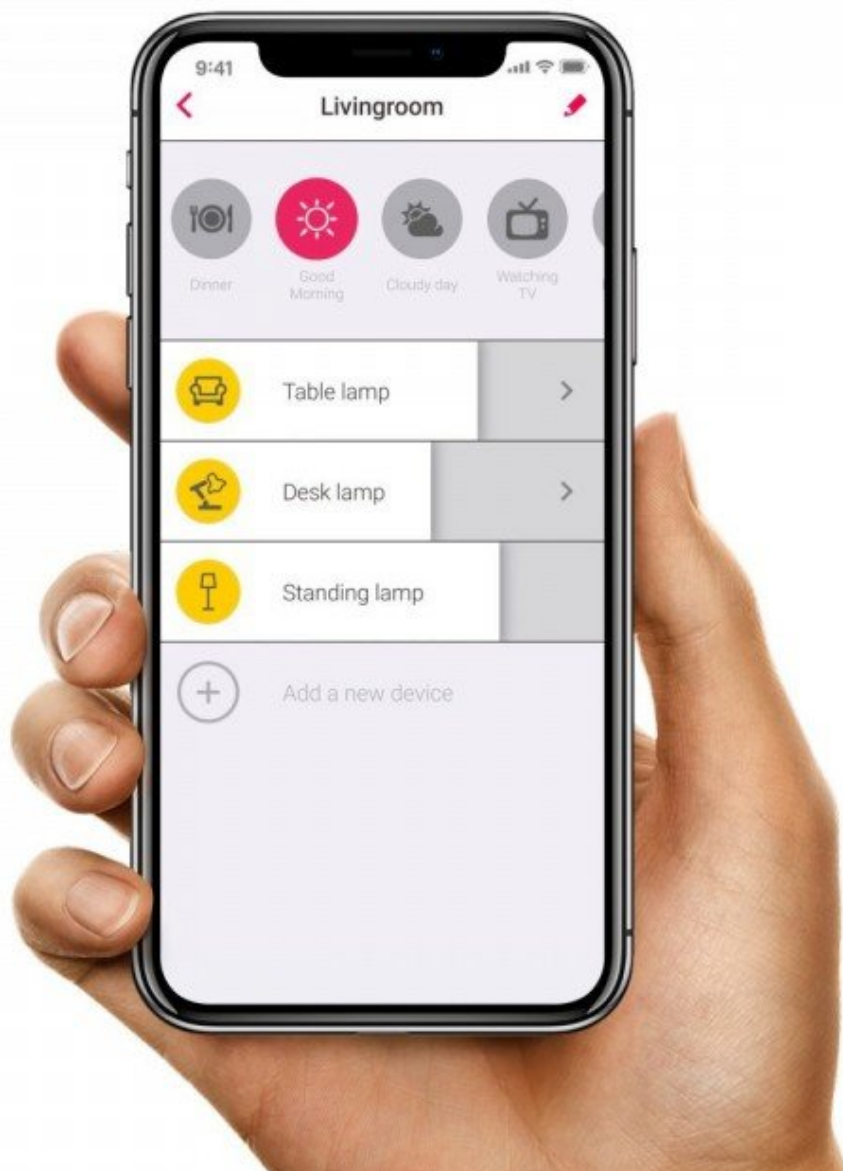 9:41
Livingroom
Dinner
Good
Morning
Cloudy day
Watching
TV
Table lamp
Desk lamp
Standing lamp
Add a new device